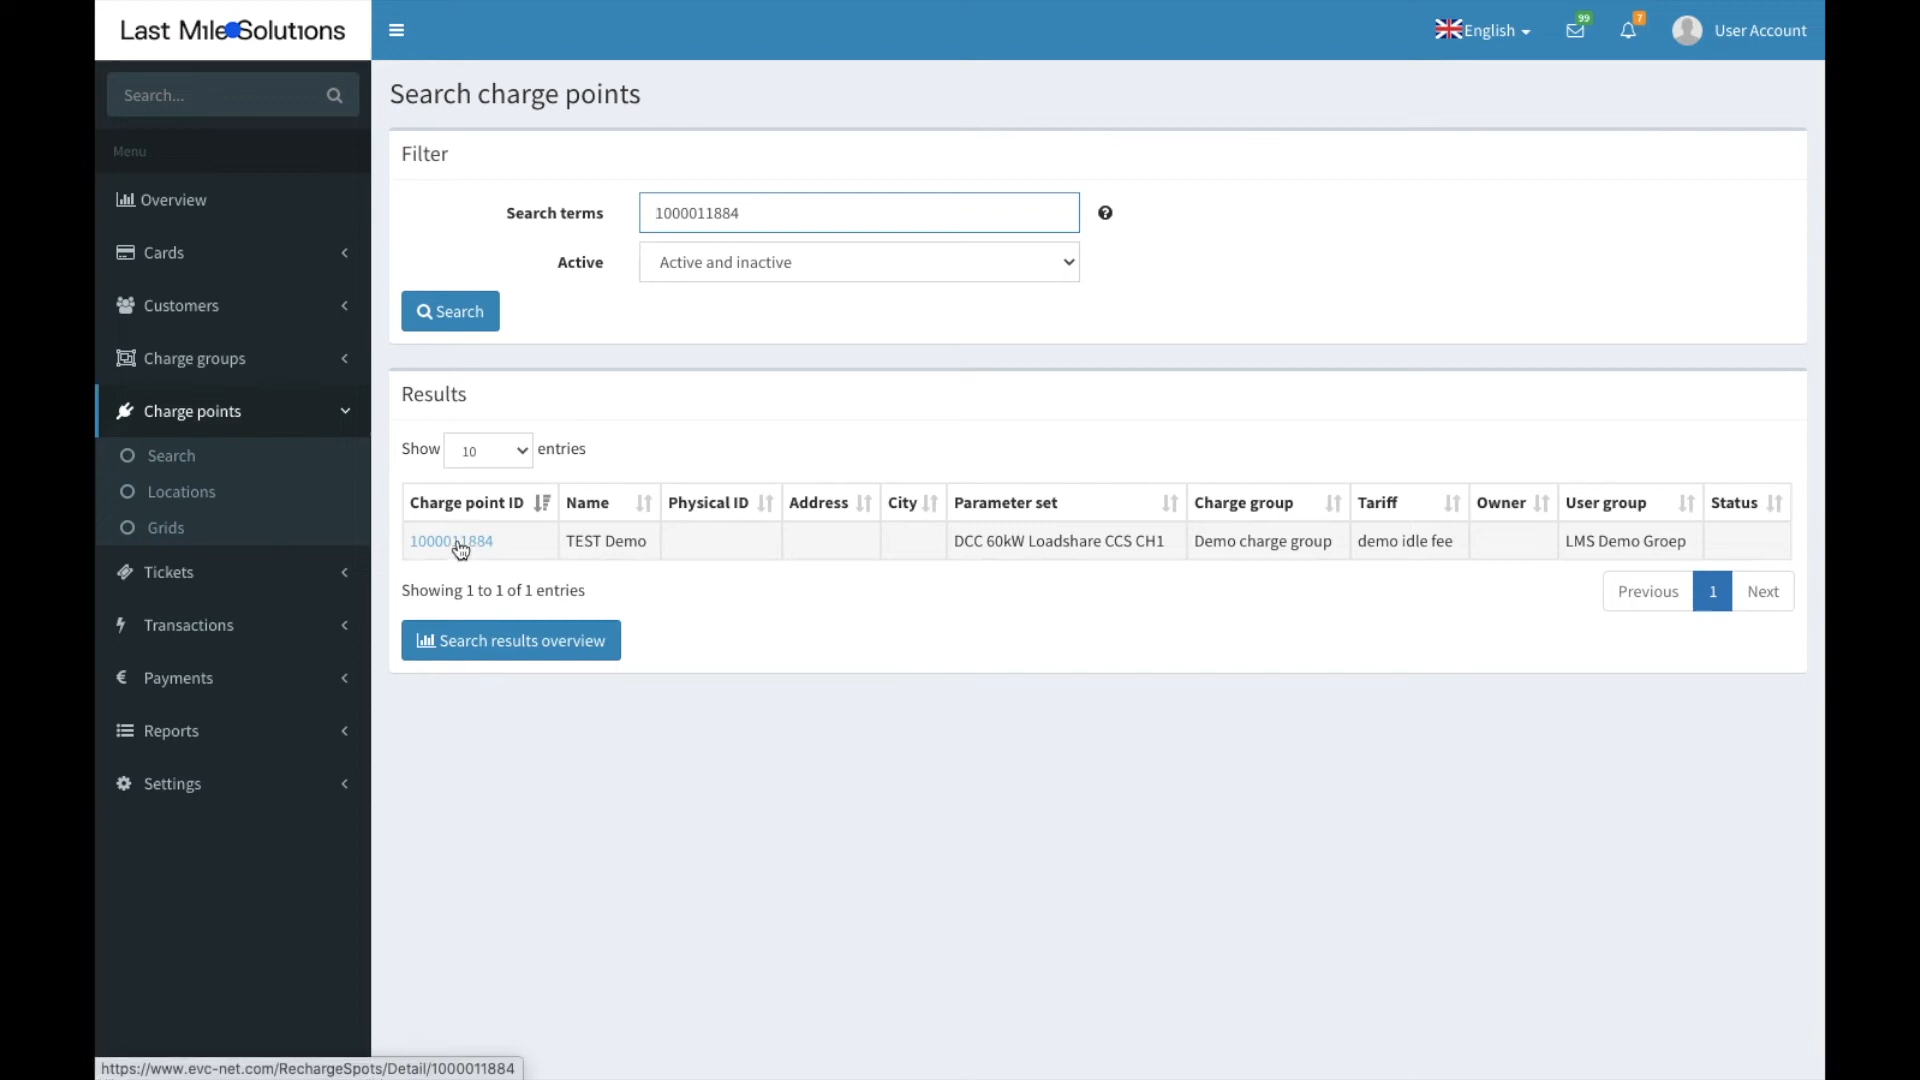 Last Mile Solutions
English
99
7
User Account
Search...
Menu
Overview
Cards
Customers
Charge groups
Charge points
Search
Locations
Grids
Tickets
Transactions
Payments
Reports
Settings
Search charge points
Filter
Search terms
1000011884
Active
Active and inactive
Search
Results
Show 10 entries
Charge point ID Name Physical ID Address City Parameter set Charge group Tariff Owner User group Status
1000011884 TEST Demo DCC 60kW Loadshare CCS CH1 Demo charge group demo idle fee LMS Demo Groep
Showing 1 to 1 of 1 entries
Previous 1 Next
Search results overview
https://www.evc-net.com/RechargeSpots/Detail/1000011884